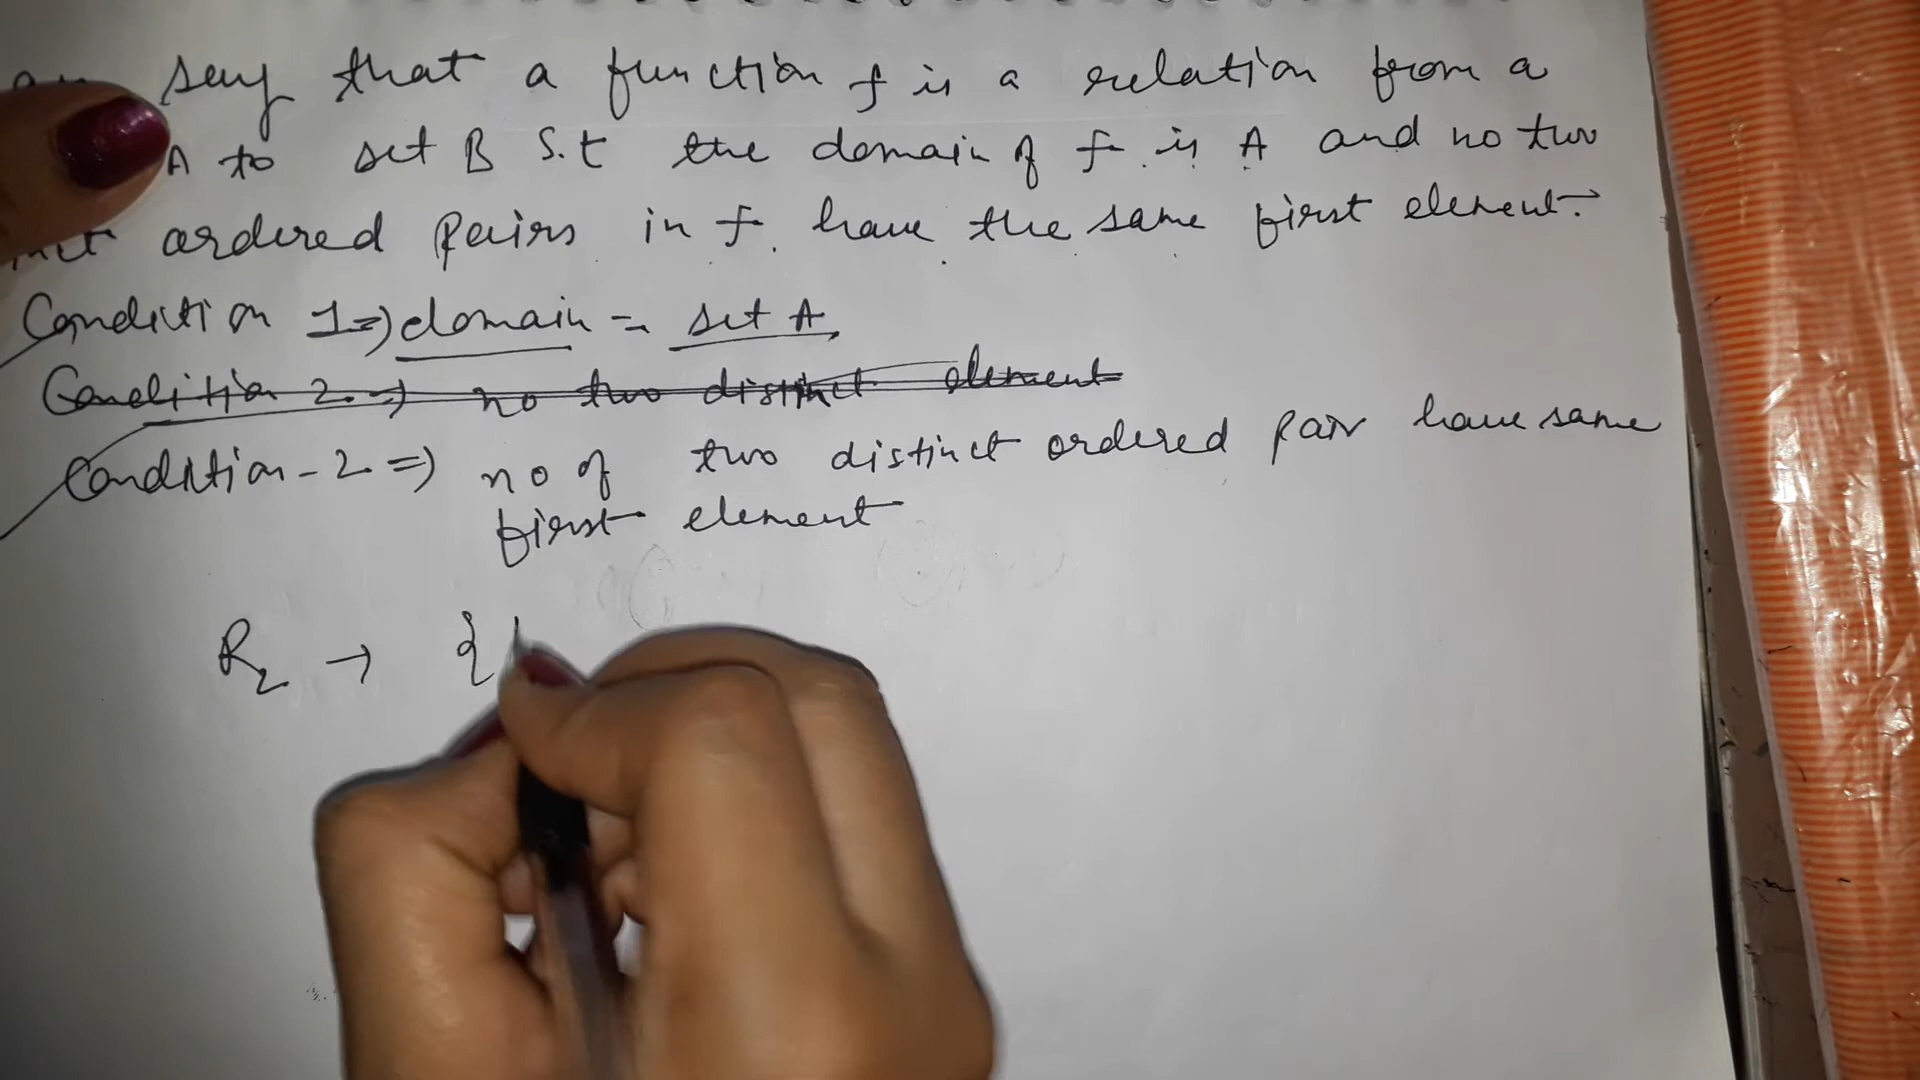 say that a function f is a relation from a
A to set B S.t the domain of f is A and no two
ordered pairs in f have the same first element.
Condition 1 => domain = set A,
Condition 2. => no two distinct element
Condition - 2 => no of two distinct ordered pair have same
first element
R2 → {